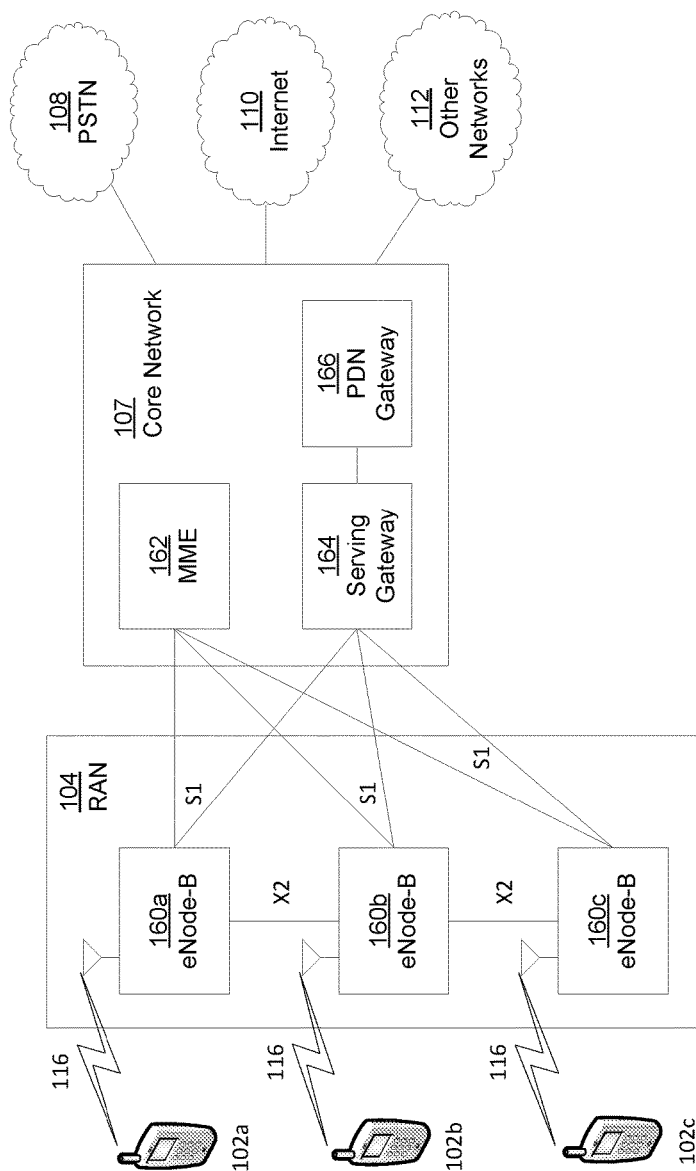 102a
116
102b
116
102c
116
104
RAN
160a
eNode-B
X2
160b
eNode-B
X2
160c
eNode-B
S1
S1
S1
107
Core Network
162
MME
164
Serving
Gateway
166
PDN
Gateway
108
PSTN
110
Internet
112
Other
Networks